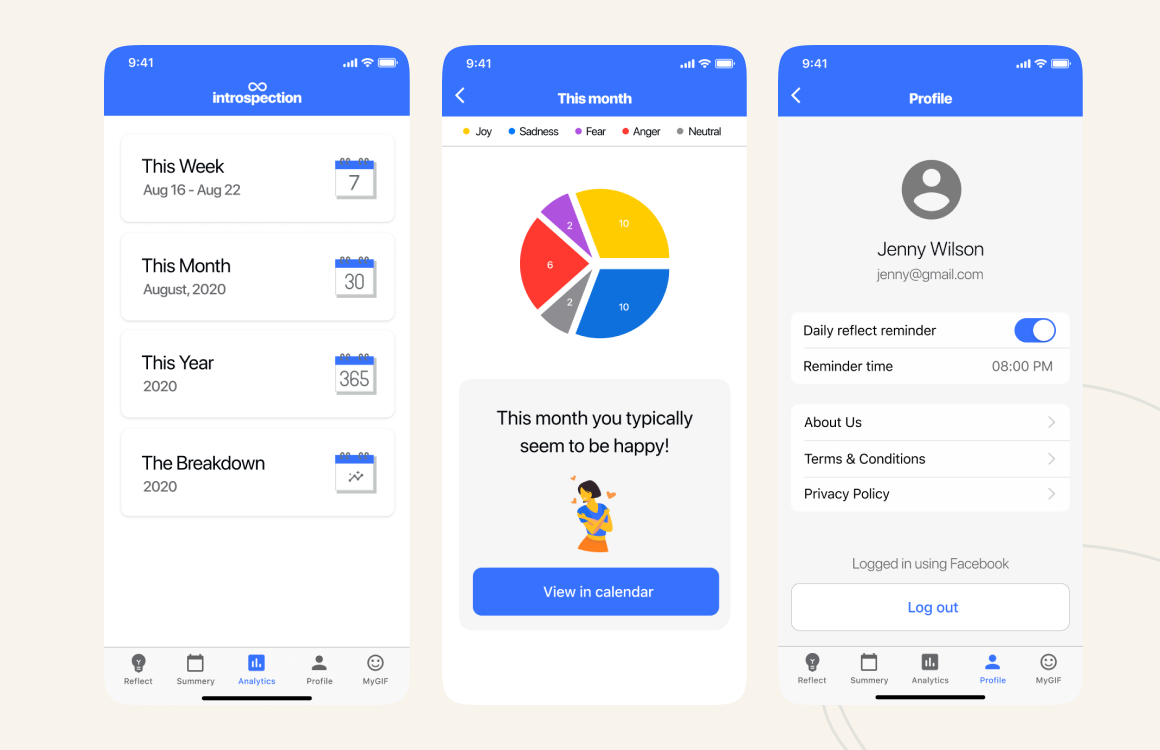 9:41
introspection
This Week
Aug 16 - Aug 22
7
This Month
August, 2020
30
This Year
2020
365
The Breakdown
2020
Reflect Summery Analytics Profile MyGIF
9:41
This month
Joy Sadness Fear Anger Neutral
10
2
6
2
10
This month you typically
seem to be happy!
View in calendar
9:41
Profile
Jenny Wilson
jenny@gmail.com
Daily reflect reminder
Reminder time 08:00 PM
About Us
Terms & Conditions
Privacy Policy
Logged in using Facebook
Log out
Reflect Summery Analytics Profile MyGIF